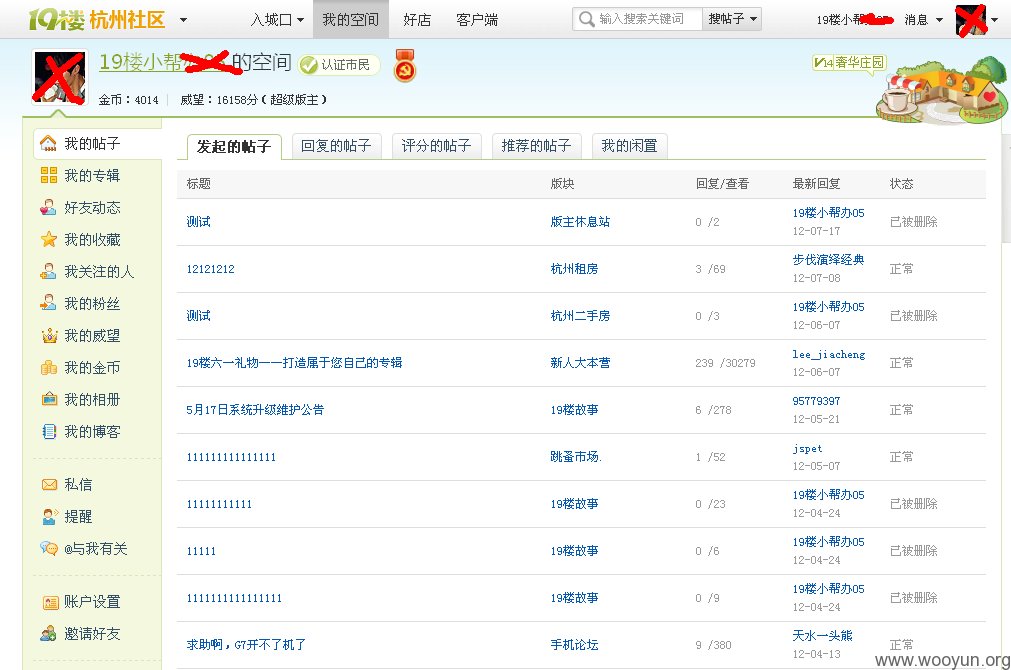 19楼 杭州社区
入城口 我的空间 好店 客户端
输入搜索关键词 搜帖子
19楼小帮 消息
19楼小帮 的空间 认证市民
金币：4014 威望：16158分（超级版主）
V14奢华庄园
我的帖子
我的专辑
好友动态
我的收藏
我关注的人
我的粉丝
我的威望
我的金币
我的相册
我的博客
私信
提醒
@与我有关
账户设置
邀请好友
发起的帖子 回复的帖子 评分的帖子 推荐的帖子 我的闲置
标题 版块 回复/查看 最新回复 状态
测试 版主休息站 0 /2 19楼小帮办05 已被删除
12-07-17
12121212 杭州租房 3 /69 步伐演绎经典 正常
12-07-08
测试 杭州二手房 0 /3 19楼小帮办05 已被删除
12-06-07
19楼六一礼物——打造属于您自己的专辑 新人大本营 239 /30279 lee_jiacheng 正常
12-06-07
5月17日系统升级维护公告 19楼故事 6 /278 95779397 正常
12-05-21
111111111111111 跳蚤市场. 1 /52 jspet 正常
12-05-07
11111111111 19楼故事 0 /23 19楼小帮办05 已被删除
12-04-24
11111 19楼故事 0 /6 19楼小帮办05 已被删除
12-04-24
1111111111111111 19楼故事 0 /9 19楼小帮办05 已被删除
12-04-24
求助啊，G7开不了机了 手机论坛 9 /380 天水一头熊 正常
12-04-13
www.wooyun.org